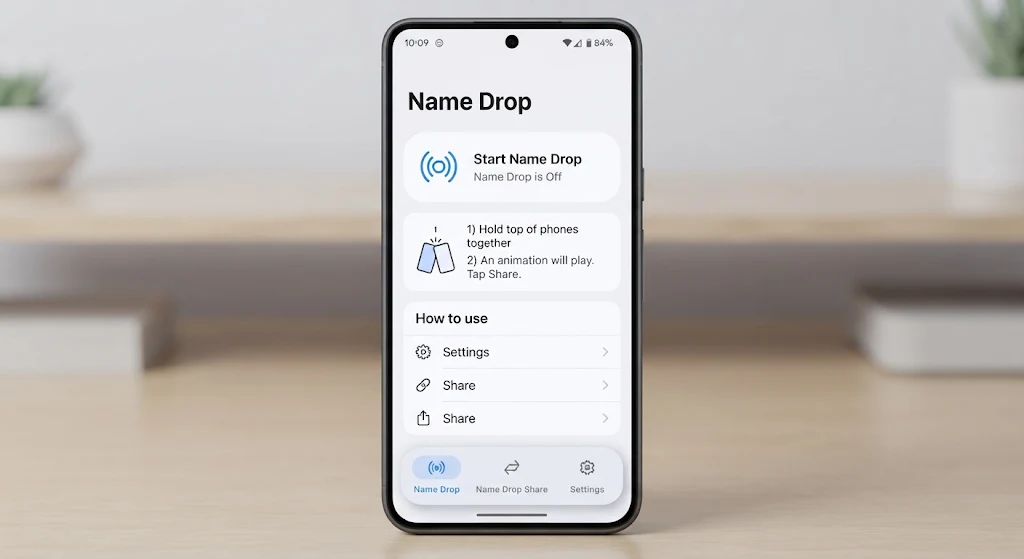 10:09
84%
Name Drop
Start Name Drop
Name Drop is Off
1
1) Hold top of phones
together
2) An animation will play.
Tap Share.
How to use
Settings
Share
Share
Name Drop
Name Drop Share
Settings